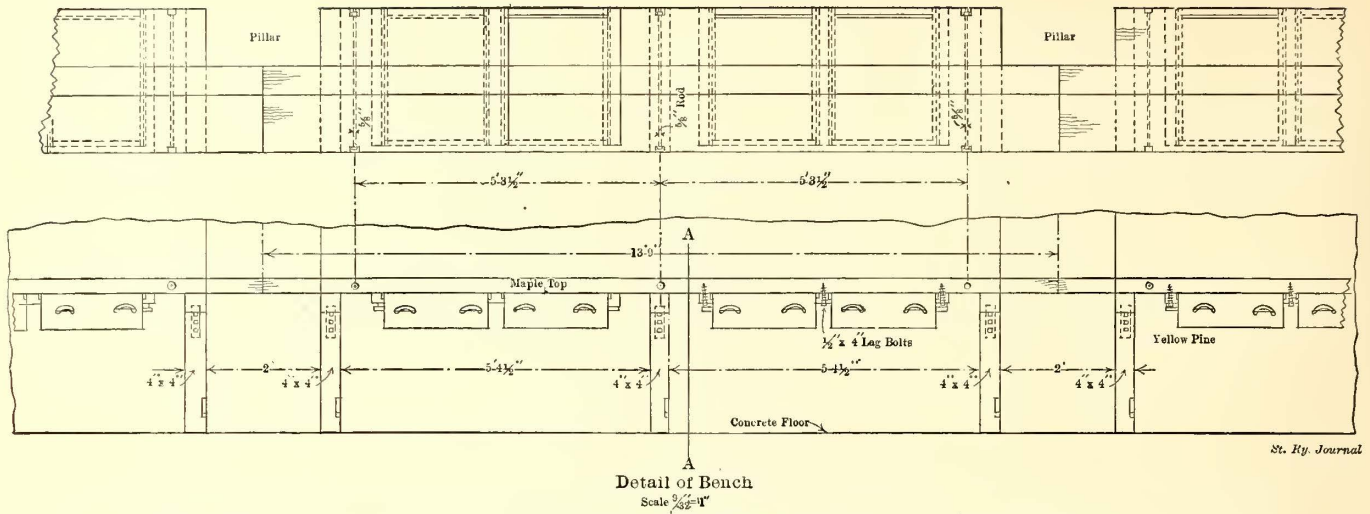 Pillar
Pillar
5/8"
5/8" Rod
5/8"
5'3½"
5'3½"
A
13'9"
Maple Top
½" x 4" Lag Bolts
Yellow Pine
4" x 4"
2'
4" x 4"
5'4½"
4" x 4"
5'4½"
4" x 4"
2'
4" x 4"
Concrete Floor
St. Ry. Journal
A
Detail of Bench
Scale 9/32"=1"